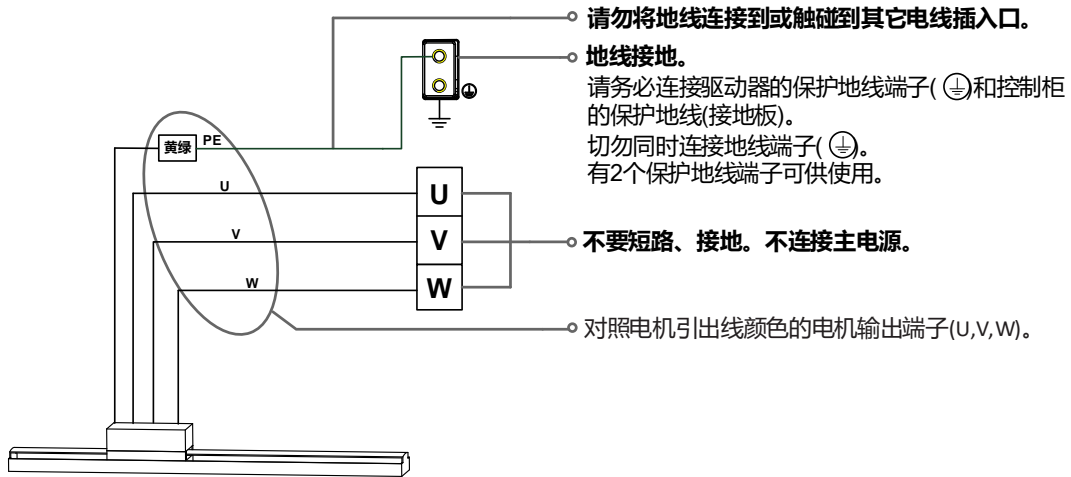 请勿将地线连接到或触碰到其它电线插入口。
地线接地。
请务必连接驱动器的保护地线端子( )和控制柜
的保护地线(接地板)。
切勿同时连接地线端子( )。
有2个保护地线端子可供使用。
黄绿
PE
U
U
V
V
不要短路、接地。不连接主电源。
W
W
对照电机引出线颜色的电机输出端子(U,V,W)。